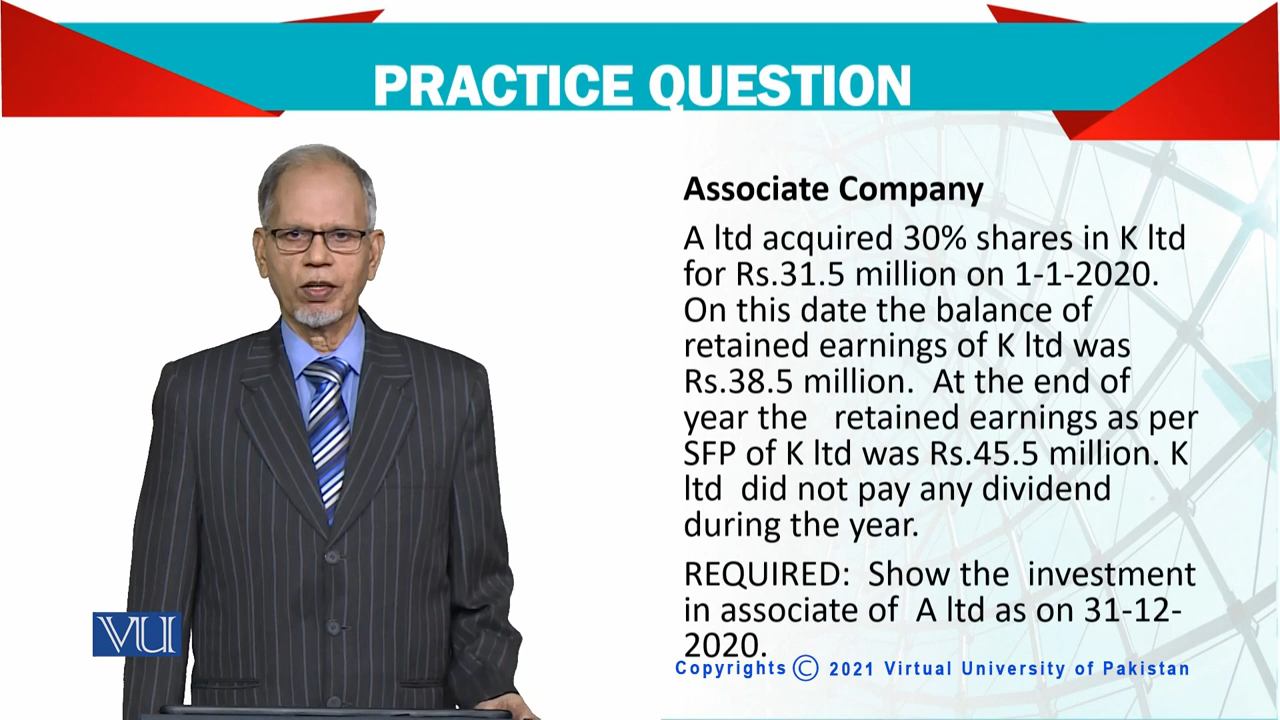 PRACTICE QUESTION
Associate Company
A ltd acquired 30% shares in K ltd
for Rs.31.5 million on 1-1-2020.
On this date the balance of
retained earnings of K ltd was
Rs.38.5 million. At the end of
year the retained earnings as per
SFP of K ltd was Rs.45.5 million. K
ltd did not pay any dividend
during the year.
REQUIRED: Show the investment
in associate of A ltd as on 31-12-
2020.
VU
Copyrights © 2021 Virtual University of Pakistan